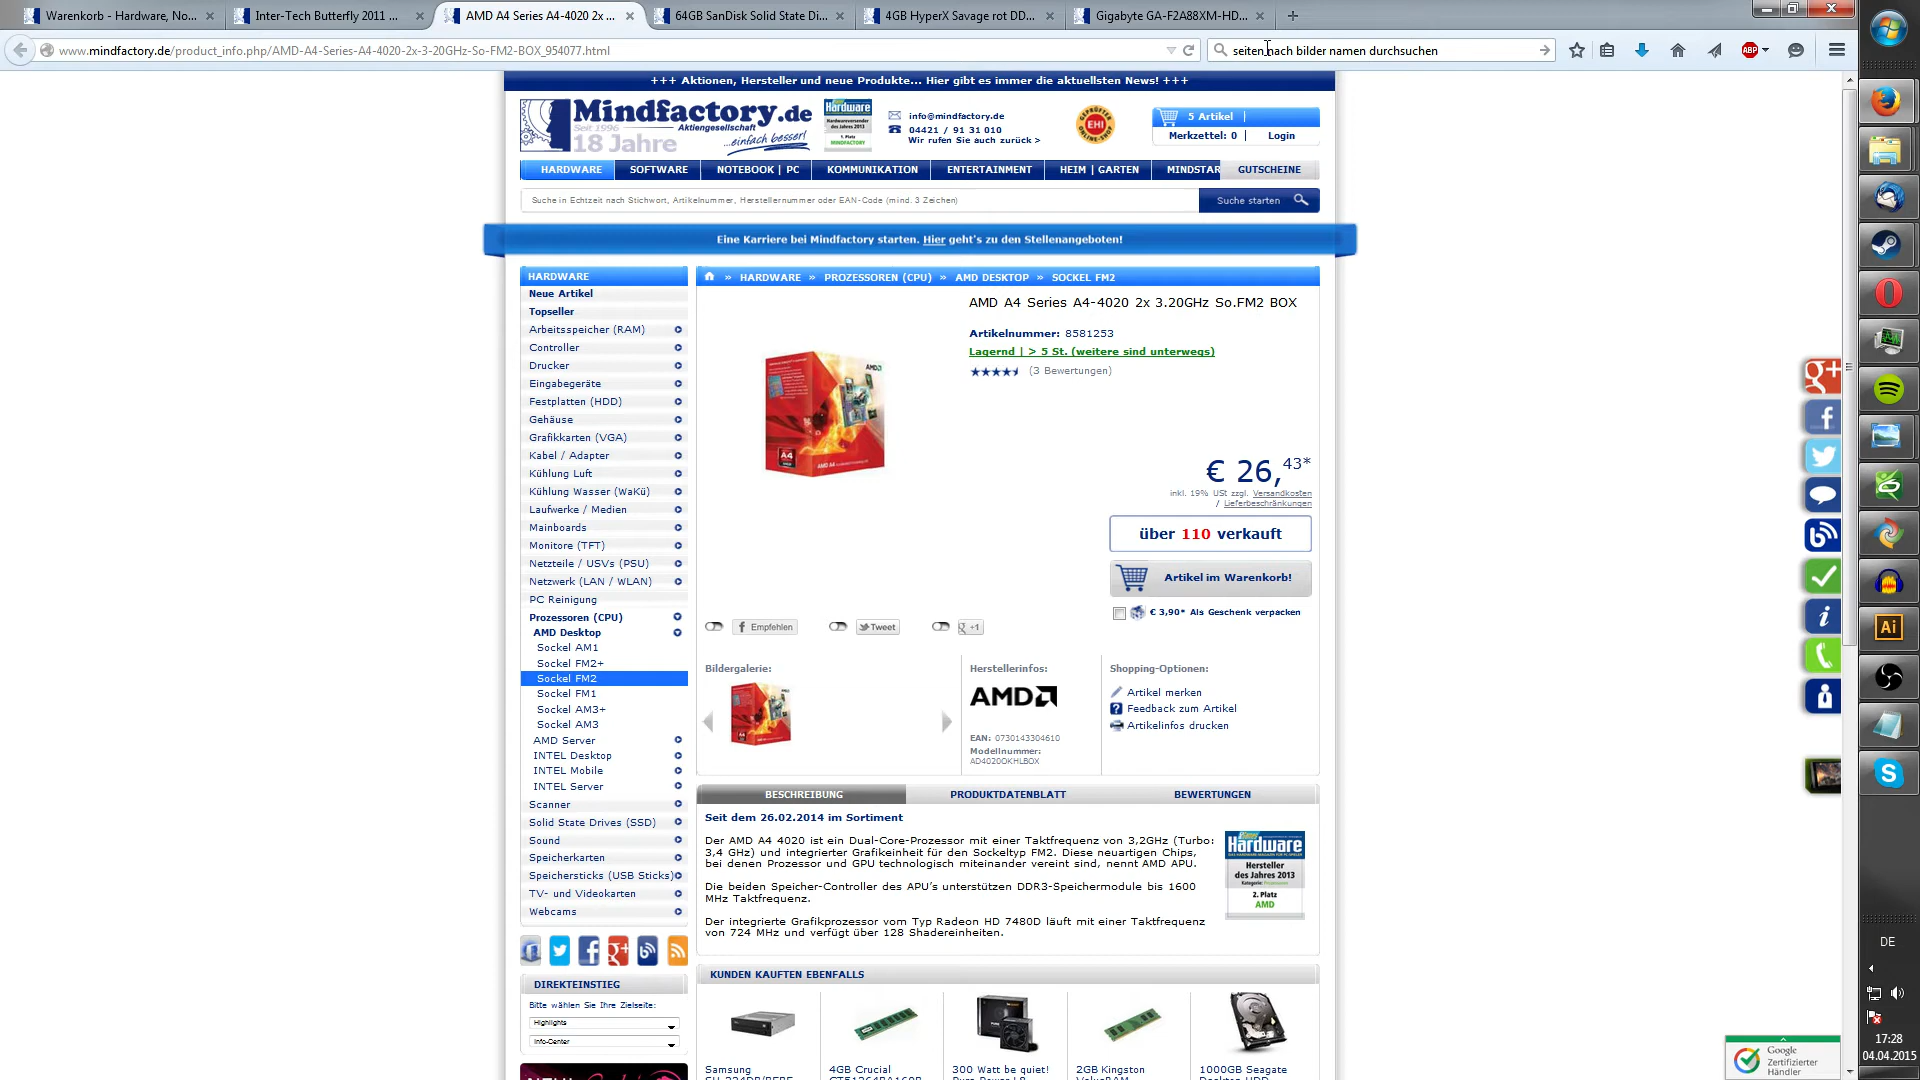 Warenkorb - Hardware, No...
Inter-Tech Butterfly 2011 ...
AMD A4 Series A4-4020 2x ...
64GB SanDisk Solid State Di...
4GB HyperX Savage rot DD...
Gigabyte GA-F2A88XM-HD...
www.mindfactory.de/product_info.php/AMD-A4-Series-A4-4020-2x-3-20GHz-So-FM2-BOX_954077.html
seiten nach bilder namen durchsuchen
ABP
+++ Aktionen, Hersteller und neue Produkte... Hier gibt es immer die aktuellsten News! +++
Mindfactory.de
Seit 1996
Aktiengesellschaft
18 Jahre
...einfach besser!
Hardware
Hardwareversender
des Jahres 2013
1. Platz
MINDFACTORY
info@mindfactory.de
04421 / 91 31 010
Wir rufen Sie auch zurück >
EHI
5 Artikel
Merkzettel: 0
Login
HARDWARE
SOFTWARE
NOTEBOOK | PC
KOMMUNIKATION
ENTERTAINMENT
HEIM | GARTEN
MINDSTAR
GUTSCHEINE
Suche in Echtzeit nach Stichwort, Artikelnummer, Herstellernummer oder EAN-Code (mind. 3 Zeichen)
Suche starten
Eine Karriere bei Mindfactory starten. Hier geht's zu den Stellenangeboten!
HARDWARE
Neue Artikel
Topseller
Arbeitsspeicher (RAM)
Controller
Drucker
Eingabegeräte
Festplatten (HDD)
Gehäuse
Grafikkarten (VGA)
Kabel / Adapter
Kühlung Luft
Kühlung Wasser (WaKü)
Laufwerke / Medien
Mainboards
Monitore (TFT)
Netzteile / USVs (PSU)
Netzwerk (LAN / WLAN)
PC Reinigung
Prozessoren (CPU)
AMD Desktop
Sockel AM1
Sockel FM2+
Sockel FM2
Sockel FM1
Sockel AM3+
Sockel AM3
AMD Server
INTEL Desktop
INTEL Mobile
INTEL Server
Scanner
Solid State Drives (SSD)
Sound
Speicherkarten
Speichersticks (USB Sticks)
TV- und Videokarten
Webcams
DIREKTEINSTIEG
Bitte wählen Sie Ihre Zielseite:
Highlights
Info-Center
» HARDWARE » PROZESSOREN (CPU) » AMD DESKTOP » SOCKEL FM2
AMD A4 Series A4-4020 2x 3.20GHz So.FM2 BOX
Artikelnummer: 8581253
Lagernd | > 5 St. (weitere sind unterwegs)
(3 Bewertungen)
€ 26,43*
inkl. 19% USt zzgl. Versandkosten
/ Lieferbeschränkungen
über 110 verkauft
Artikel im Warenkorb!
€ 3,90* Als Geschenk verpacken
Empfehlen
Tweet
+1
Bildergalerie:
Herstellerinfos:
AMD
EAN: 0730143304610
Modellnummer:
AD4020OKHLBOX
Shopping-Optionen:
Artikel merken
Feedback zum Artikel
Artikelinfos drucken
BESCHREIBUNG
PRODUKTDATENBLATT
BEWERTUNGEN
Seit dem 26.02.2014 im Sortiment
Der AMD A4 4020 ist ein Dual-Core-Prozessor mit einer Taktfrequenz von 3,2GHz (Turbo:
3,4 GHz) und integrierter Grafikeinheit für den Sockeltyp FM2. Diese neuartigen Chips,
bei denen Prozessor und GPU technologisch miteinander vereint sind, nennt AMD APU.
Die beiden Speicher-Controller des APU's unterstützen DDR3-Speichermodule bis 1600
MHz Taktfrequenz.
Der integrierte Grafikprozessor vom Typ Radeon HD 7480D läuft mit einer Taktfrequenz
von 724 MHz und verfügt über 128 Shadereinheiten.
Hardware
Hersteller
des Jahres 2013
2. Platz
AMD
KUNDEN KAUFTEN EBENFALLS
Samsung
4GB Crucial
300 Watt be quiet!
2GB Kingston
1000GB Seagate
Google
Zertifizierter
Händler
Ai
DE
17:28
04.04.2015